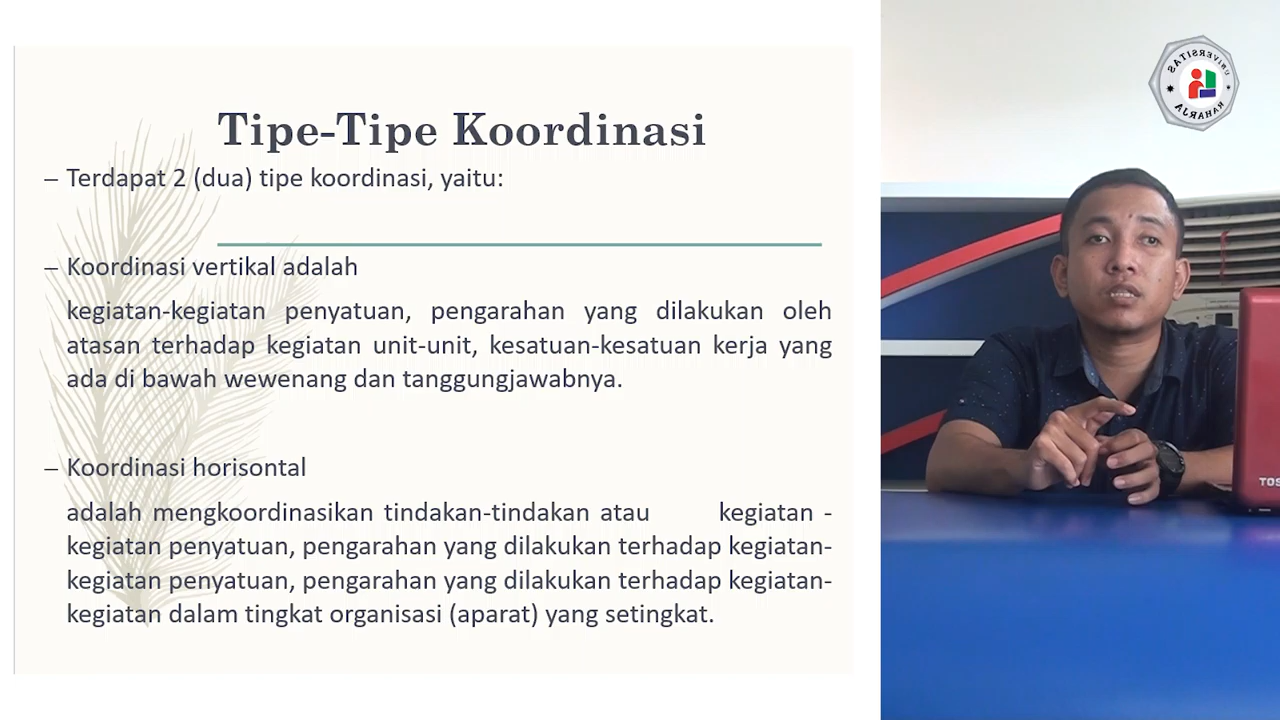 Tipe-Tipe Koordinasi
– Terdapat 2 (dua) tipe koordinasi, yaitu:
– Koordinasi vertikal adalah
kegiatan-kegiatan penyatuan, pengarahan yang dilakukan oleh
atasan terhadap kegiatan unit-unit, kesatuan-kesatuan kerja yang
ada di bawah wewenang dan tanggungjawabnya.
– Koordinasi horisontal
adalah mengkoordinasikan tindakan-tindakan atau kegiatan -
kegiatan penyatuan, pengarahan yang dilakukan terhadap kegiatan-
kegiatan penyatuan, pengarahan yang dilakukan terhadap kegiatan-
kegiatan dalam tingkat organisasi (aparat) yang setingkat.
UNIVERSITAS
RAHARJA
TOS